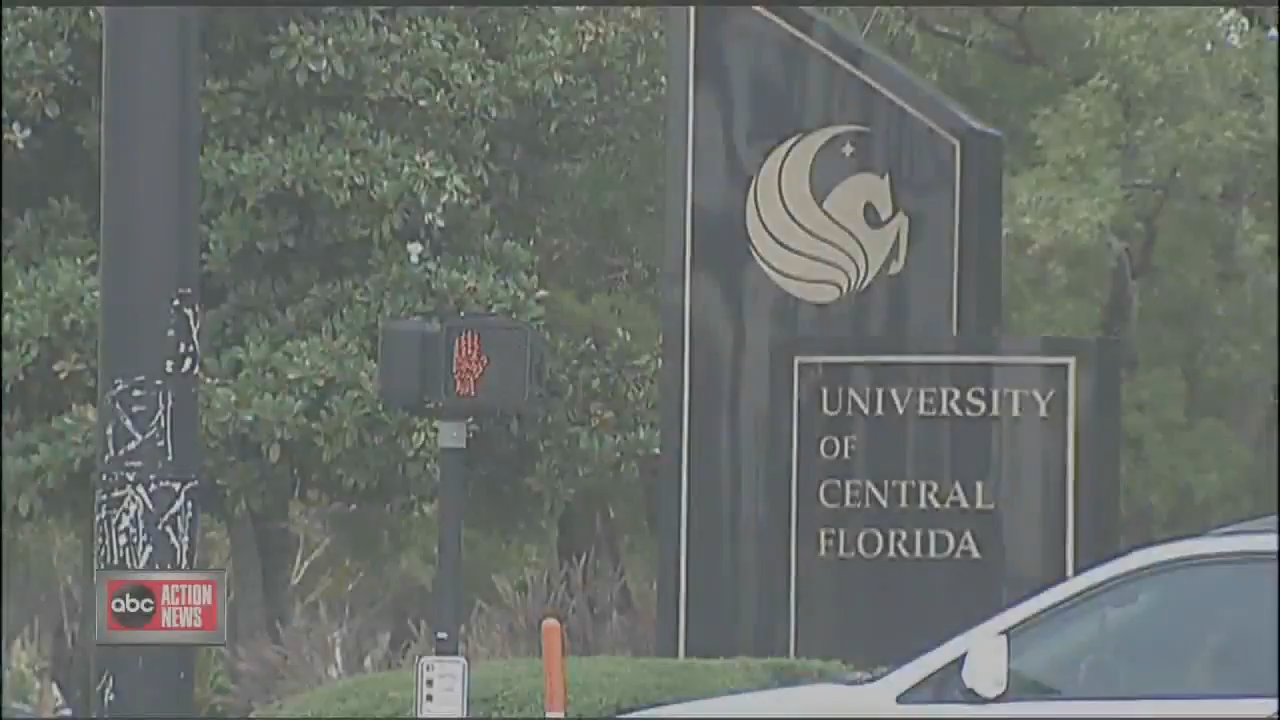 UNIVERSITY
OF
CENTRAL
FLORIDA
abc ACTION
NEWS